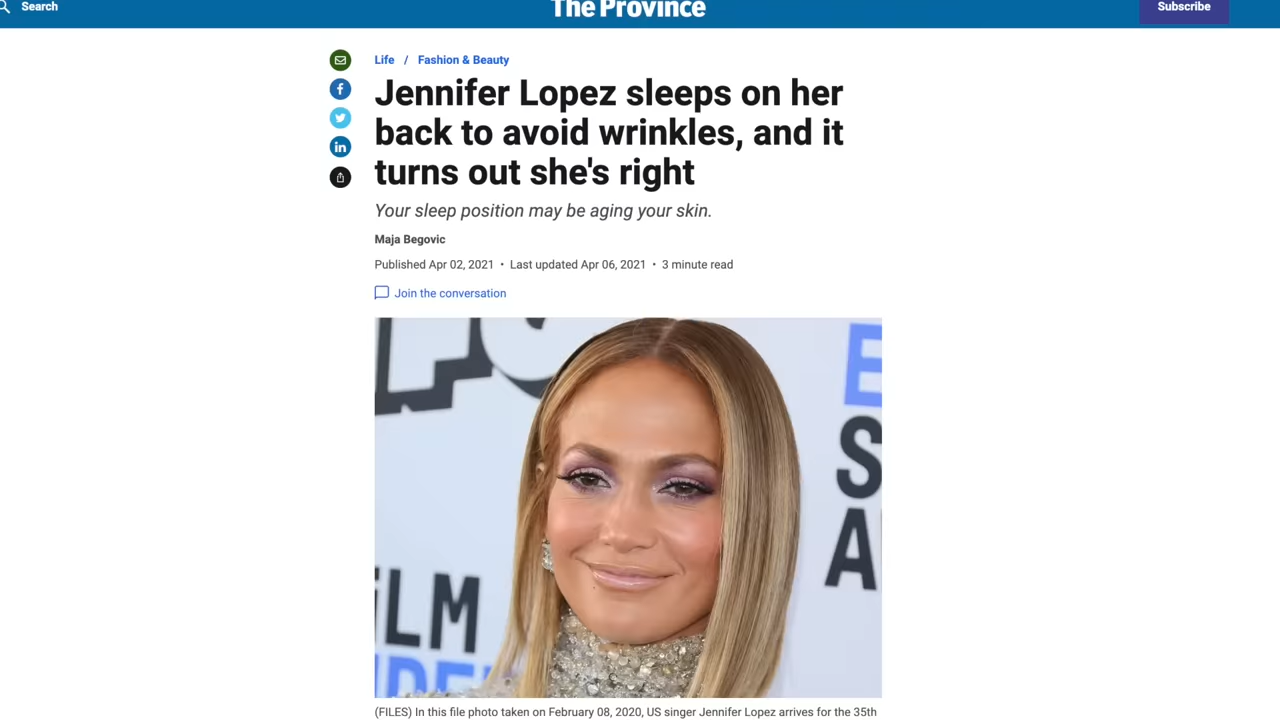 Search
The Province
Subscribe
Life / Fashion & Beauty
Jennifer Lopez sleeps on her
back to avoid wrinkles, and it
turns out she's right
Your sleep position may be aging your skin.
Maja Begovic
Published Apr 02, 2021 • Last updated Apr 06, 2021 • 3 minute read
Join the conversation
E
S
A
ILM
(FILES) In this file photo taken on February 08, 2020, US singer Jennifer Lopez arrives for the 35th